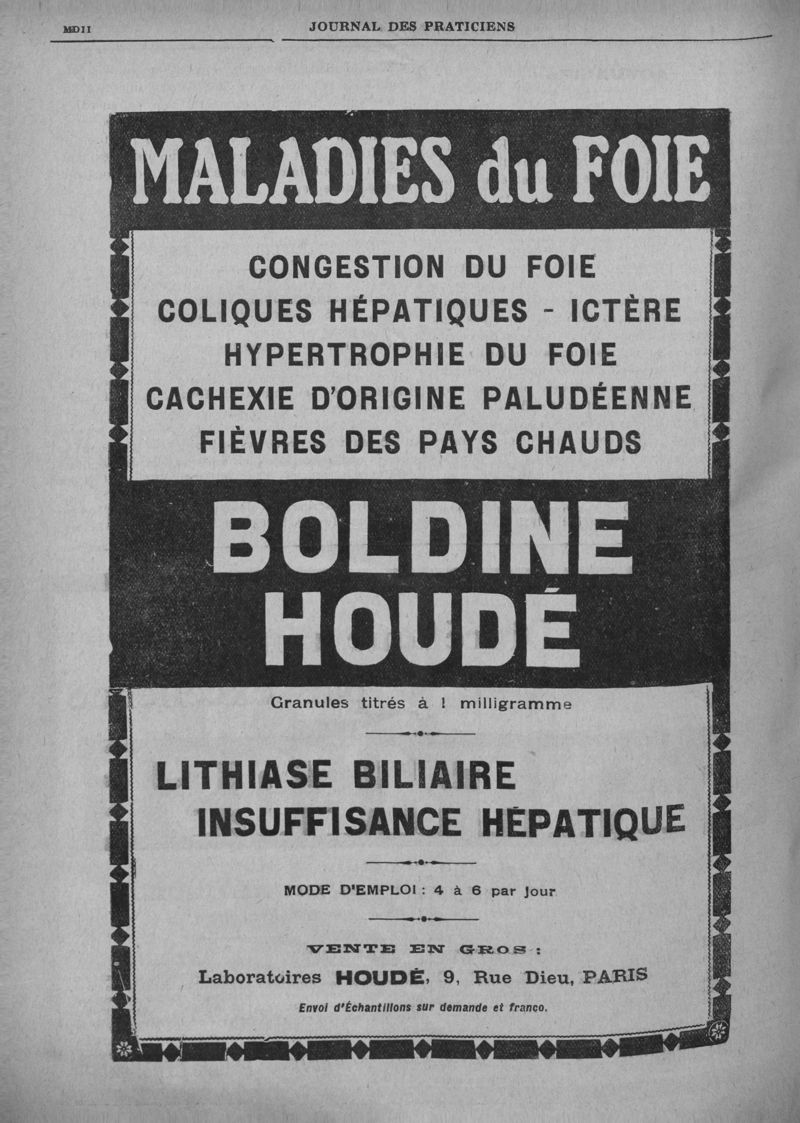 MDII
JOURNAL DES PRATICIENS
MALADIES du FOIE
CONGESTION DU FOIE
COLIQUES HÉPATIQUES - ICTÈRE
HYPERTROPHIE DU FOIE
CACHEXIE D'ORIGINE PALUDÉENNE
FIÈVRES DES PAYS CHAUDS
BOLDINE
HOUDÉ
Granules titrés à 1 milligramme
LITHIASE BILIAIRE
INSUFFISANCE HÉPATIQUE
MODE D'EMPLOI : 4 à 6 par jour
VENTE EN GROS :
Laboratoires HOUDÉ, 9, Rue Dieu, PARIS
Envoi d'Échantillons sur demande et franco.